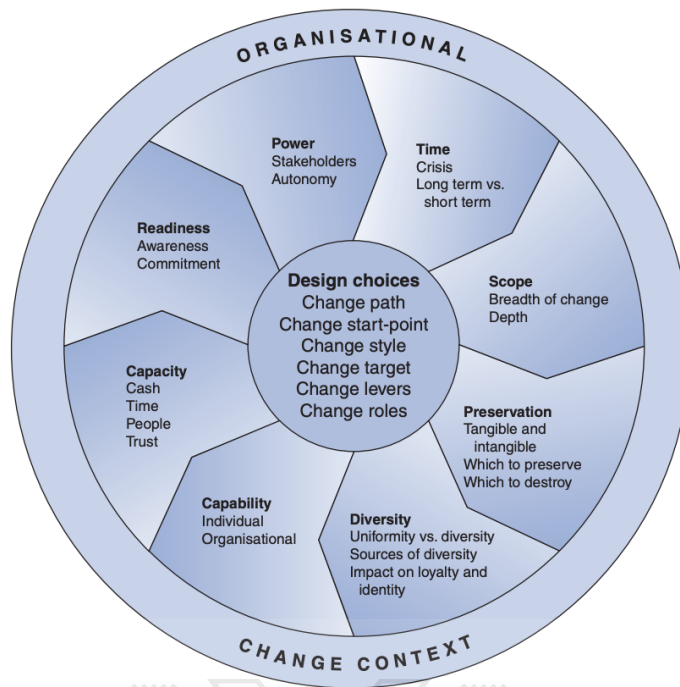 ORGANISATIONAL
Power
Stakeholders
Autonomy
Time
Crisis
Long term vs.
short term
Scope
Breadth of change
Depth
Preservation
Tangible and
intangible
Which to preserve
Which to destroy
Diversity
Uniformity vs. diversity
Sources of diversity
Impact on loyalty and
identity
Capability
Individual
Organisational
Capacity
Cash
Time
People
Trust
Readiness
Awareness
Commitment
Design choices
Change path
Change start-point
Change style
Change target
Change levers
Change roles
CHANGE CONTEXT